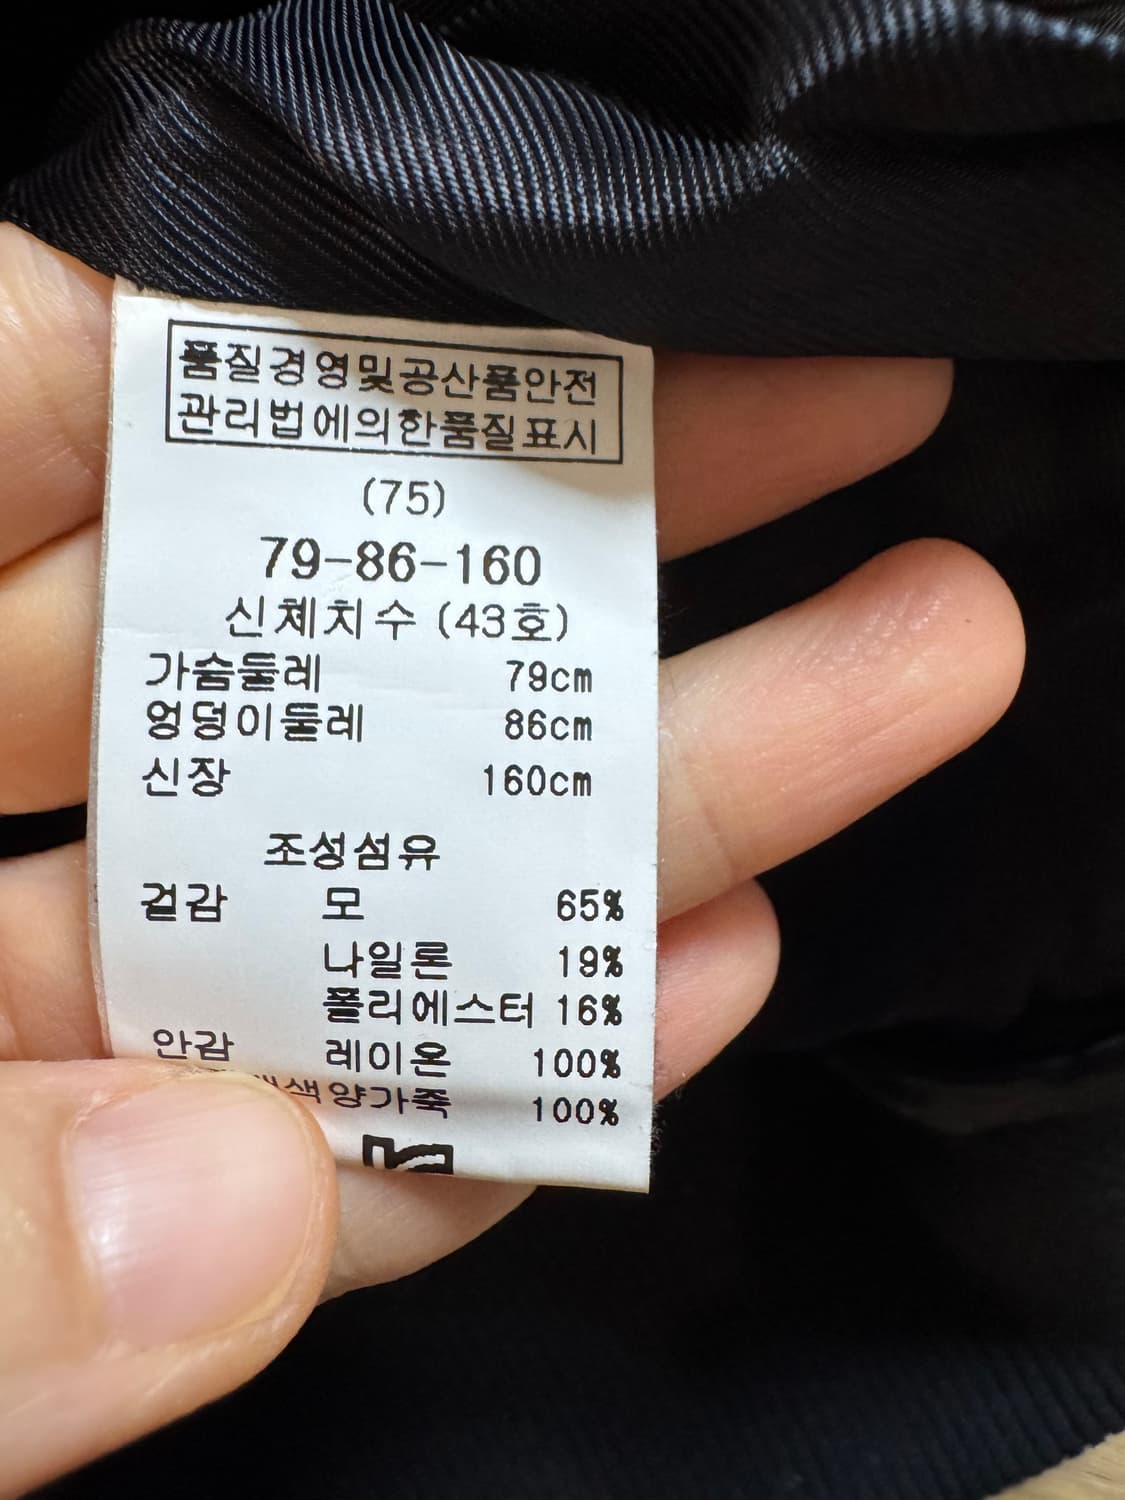 품질경영및공산품안전
관리법에의한품질표시
(75)
79-86-160
신체치수 (43호)
가슴둘레 79cm
엉덩이둘레 86cm
신장 160cm
조성섬유
겉감 모 65%
나일론 19%
폴리에스터 16%
안감 레이온 100%
양가죽 100%